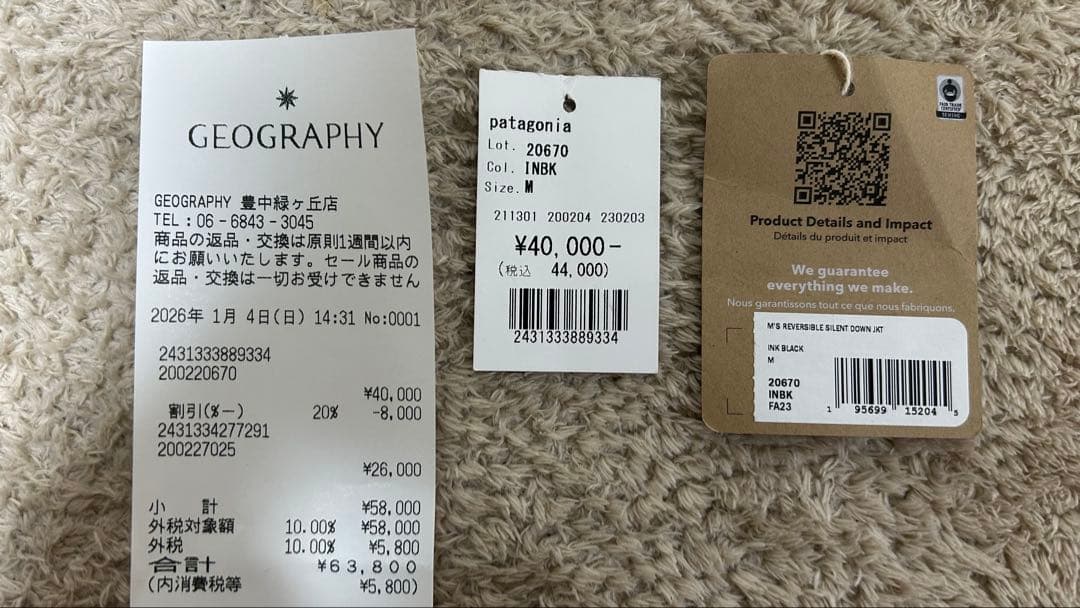 GEOGRAPHY
GEOGRAPHY 豊中緑ヶ丘店
TEL:06-6843-3045
商品の返品・交換は原則1週間以内
にお願いいたします。セール商品の
返品・交換は一切お受けできません
2026年 1月 4日(日) 14:31 No:0001
2431333889334
200220670
¥40,000
割引(%-) 20% -8,000
2431334277291
200227025
¥26,000
小 計 ¥58,000
外税対象額 10.00% ¥58,000
外税 10.00% ¥5,800
合計 ¥63,800
(内消費税等 ¥5,800)
patagonia
Lot. 20670
Col. INBK
Size. M
211301 200204 230203
¥40,000-
(税込 44,000)
2431333889334
FAIR TRADE
CERTIFIED
SEWING
Product Details and Impact
Détails du produit et impact
We guarantee
everything we make.
Nous garantissons tout ce que nous fabriquons.
M'S REVERSIBLE SILENT DOWN JKT
INK BLACK
M
20670
INBK
FA23
1 95699 15204 5